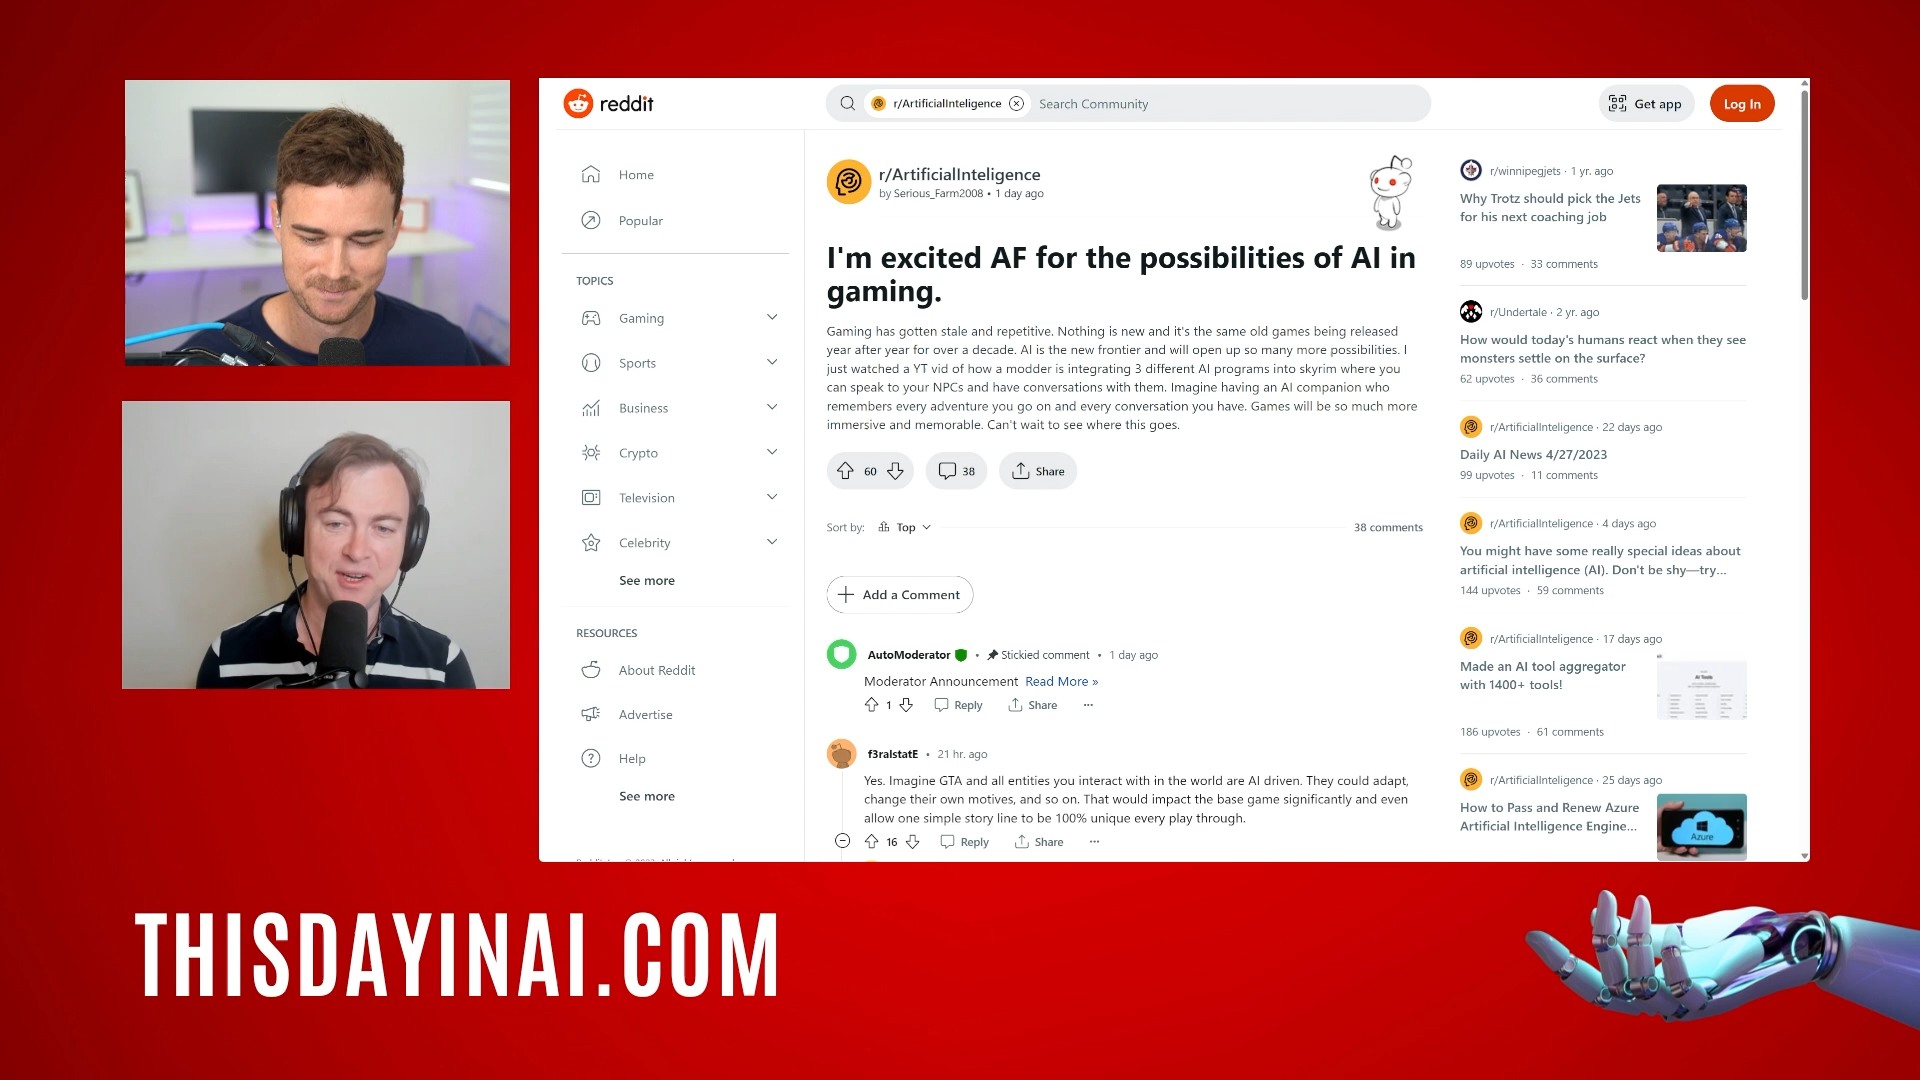 reddit
r/ArtificialInteligence
Search Community
Get app
Log In
Home
Popular
TOPICS
Gaming
Sports
Business
Crypto
Television
Celebrity
See more
RESOURCES
About Reddit
Advertise
Help
See more
r/ArtificialInteligence
by Serious_Farm2008 • 1 day ago
I'm excited AF for the possibilities of AI in
gaming.
Gaming has gotten stale and repetitive. Nothing is new and it's the same old games being released
year after year for over a decade. AI is the new frontier and will open up so many more possibilities. I
just watched a YT vid of how a modder is integrating 3 different AI programs into skyrim where you
can speak to your NPCs and have conversations with them. Imagine having an AI companion who
remembers every adventure you go on and every conversation you have. Games will be so much more
immersive and memorable. Can't wait to see where this goes.
60
38
Share
Sort by:
Top
38 comments
Add a Comment
AutoModerator • Stickied comment • 1 day ago
Moderator Announcement Read More »
1
Reply
Share
f3ralstatE • 21 hr. ago
Yes. Imagine GTA and all entities you interact with in the world are AI driven. They could adapt,
change their own motives, and so on. That would impact the base game significantly and even
allow one simple story line to be 100% unique every play through.
16
Reply
Share
r/winnipegjets · 1 yr. ago
Why Trotz should pick the Jets
for his next coaching job
89 upvotes · 33 comments
r/Undertale · 2 yr. ago
How would today's humans react when they see
monsters settle on the surface?
62 upvotes · 36 comments
r/ArtificialInteligence · 22 days ago
Daily AI News 4/27/2023
99 upvotes · 11 comments
r/ArtificialInteligence · 4 days ago
You might have some really special ideas about
artificial intelligence (AI). Don't be shy—try...
144 upvotes · 59 comments
r/ArtificialInteligence · 17 days ago
Made an AI tool aggregator
with 1400+ tools!
AI Tools
186 upvotes · 61 comments
r/ArtificialInteligence · 25 days ago
How to Pass and Renew Azure
Artificial Intelligence Engine...
Azure
THISDAYINAI.COM